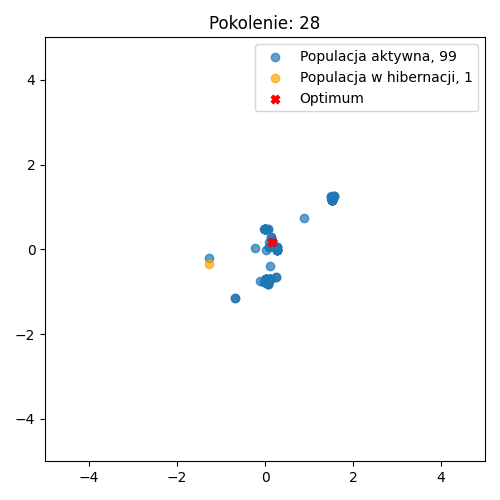 Pokolenie: 28
Populacja aktywna, 99
Populacja w hibernacji, 1
Optimum
4
2
0
−2
−4
−4
−2
0
2
4